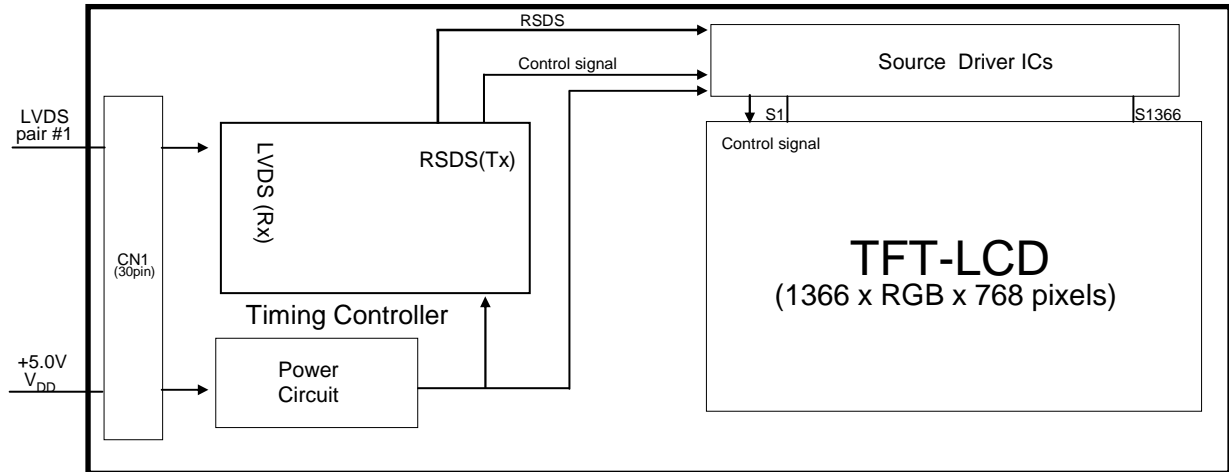 RSDS
Control signal
Source Driver ICs
S1
S1366
LVDS
pair #1
CN1
(30pin)
LVDS (Rx)
RSDS(Tx)
Timing Controller
Control signal
TFT-LCD
(1366 x RGB x 768 pixels)
+5.0V
VDD
Power
Circuit